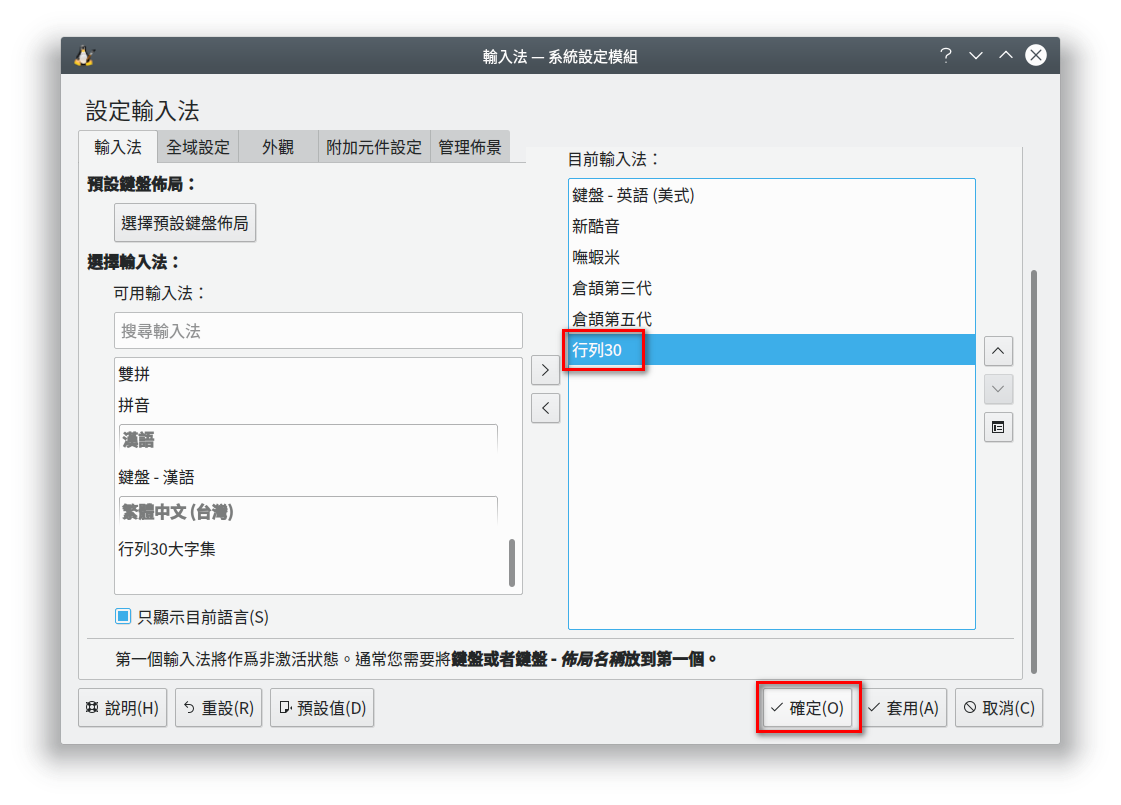 輸入法 — 系統設定模組
設定輸入法
輸入法 全域設定 外觀 附加元件設定 管理佈景
預設鍵盤佈局：
選擇預設鍵盤佈局
選擇輸入法：
可用輸入法：
搜尋輸入法
雙拼
拼音
漢語
鍵盤 - 漢語
繁體中文 (台灣)
行列30大字集
只顯示目前語言(S)
目前輸入法：
鍵盤 - 英語 (美式)
新酷音
嘸蝦米
倉頡第三代
倉頡第五代
行列30
第一個輸入法將作爲非激活狀態。通常您需要將鍵盤或者鍵盤 - 佈局名稱放到第一個。
說明(H) 重設(R) 預設值(D) 確定(O) 套用(A) 取消(C)